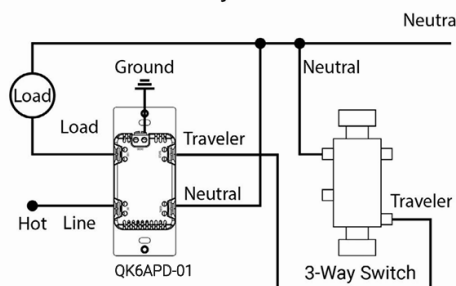 Neutra
Ground
Neutral
Load
Load
Traveler
Neutral
Traveler
Hot
Line
QK6APD-01
3-Way Switch